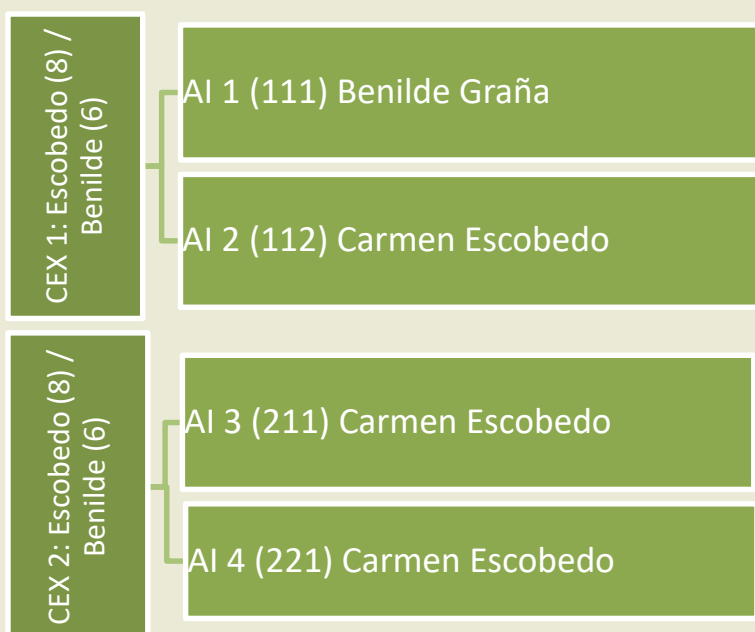 CEX 1: Escobedo (8) /
Benilde (6)
AI 1 (111) Benilde Graña
AI 2 (112) Carmen Escobedo
CEX 2: Escobedo (8) /
Benilde (6)
AI 3 (211) Carmen Escobedo
AI 4 (221) Carmen Escobedo